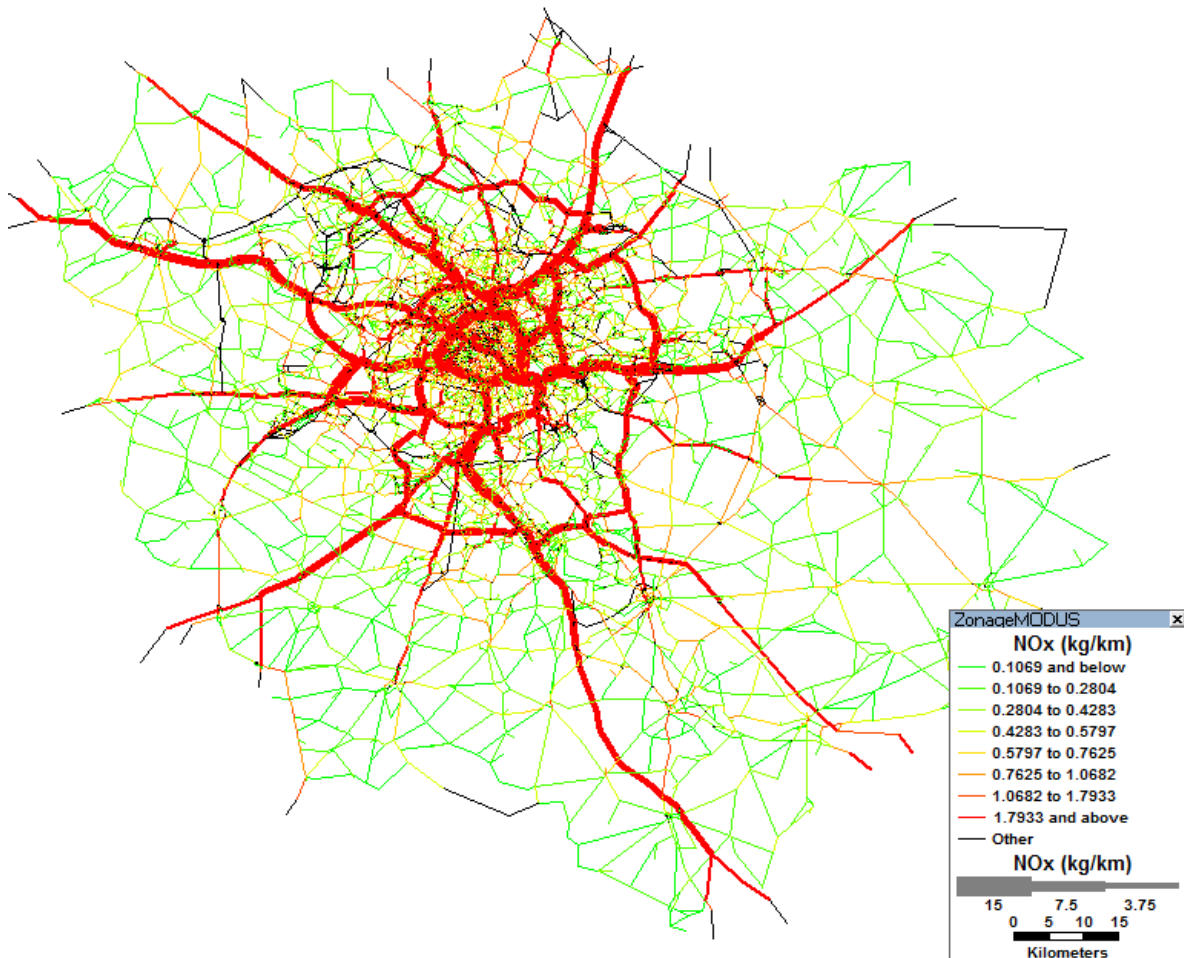 ZonageMODUS x
NOx (kg/km)
0.1069 and below
0.1069 to 0.2804
0.2804 to 0.4283
0.4283 to 0.5797
0.5797 to 0.7625
0.7625 to 1.0682
1.0682 to 1.7933
1.7933 and above
Other
NOx (kg/km)
15 7.5 3.75
0 5 10 15
Kilometers